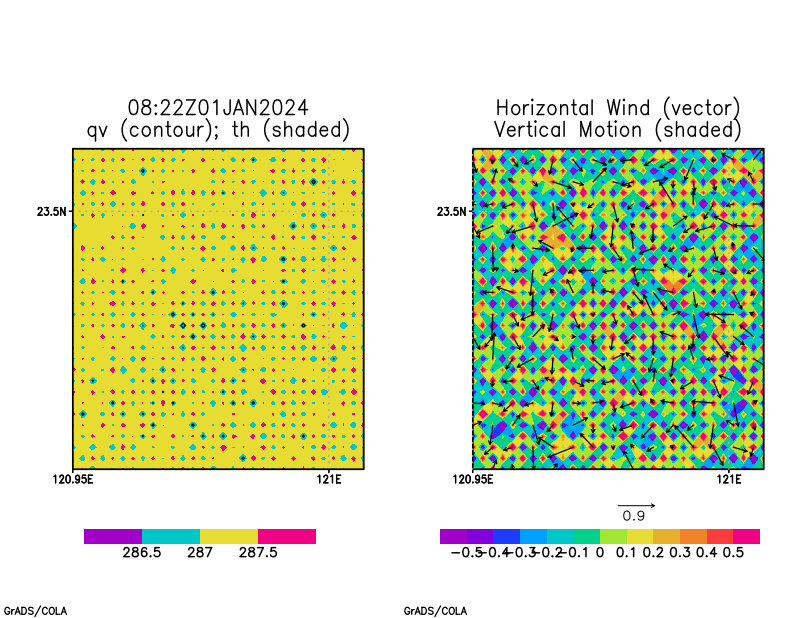 08:22Z01JAN2024
qv (contour); th (shaded)
23.5N
120.95E 121E
286.5 287 287.5
GrADS/COLA
Horizontal Wind (vector)
Vertical Motion (shaded)
23.5N
120.95E 121E
0.9
-0.5 -0.4 -0.3 -0.2 -0.1 0 0.1 0.2 0.3 0.4 0.5
GrADS/COLA